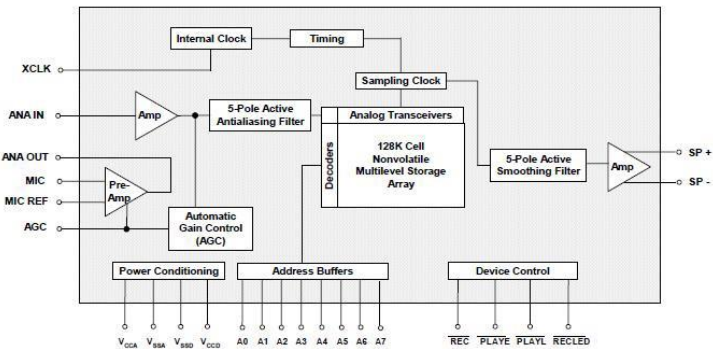 Internal Clock
Timing
XCLK
Sampling Clock
ANA IN
Amp
5-Pole Active
Antialiasing Filter
Analog Transceivers
Decoders
128K Cell
Nonvolatile
Multilevel Storage
Array
5-Pole Active
Smoothing Filter
Amp
SP +
SP -
ANA OUT
MIC
MIC REF
Pre-
Amp
AGC
Automatic
Gain Control
(AGC)
Power Conditioning
Address Buffers
Device Control
VCCA VSSA VSSD VCCD A0 A1 A2 A3 A4 A5 A6 A7 REC PLAYE PLAYL RECLED